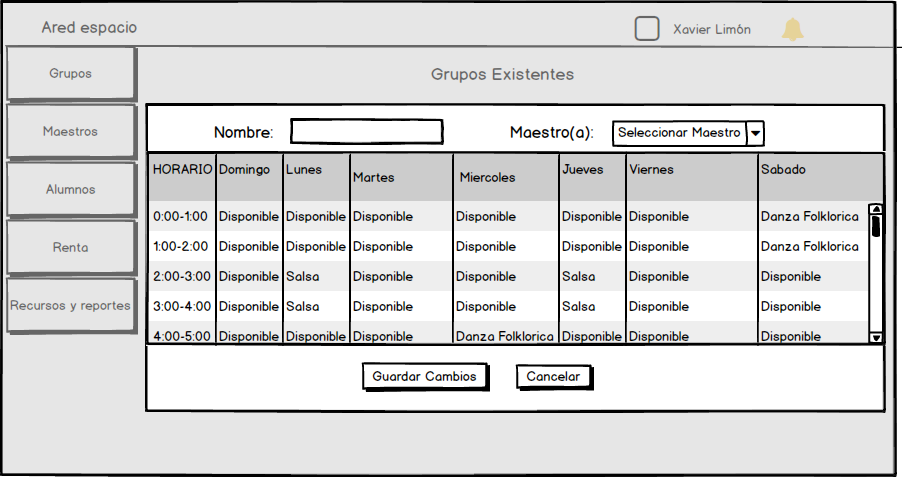 Ared espacio
Xavier Limón
Grupos
Grupos Existentes
Maestros
Alumnos
Renta
Recursos y reportes
Nombre: Maestro(a): Seleccionar Maestro
HORARIO Domingo Lunes Martes Miercoles Jueves Viernes Sabado
0:00-1:00 Disponible Disponible Disponible Disponible Disponible Disponible Danza Folklorica
1:00-2:00 Disponible Disponible Disponible Disponible Disponible Disponible Danza Folklorica
2:00-3:00 Disponible Salsa Disponible Disponible Salsa Disponible Disponible
3:00-4:00 Disponible Salsa Disponible Disponible Salsa Disponible Disponible
4:00-5:00 Disponible Disponible Disponible Danza Folklorica Disponible Disponible Disponible
Guardar Cambios Cancelar